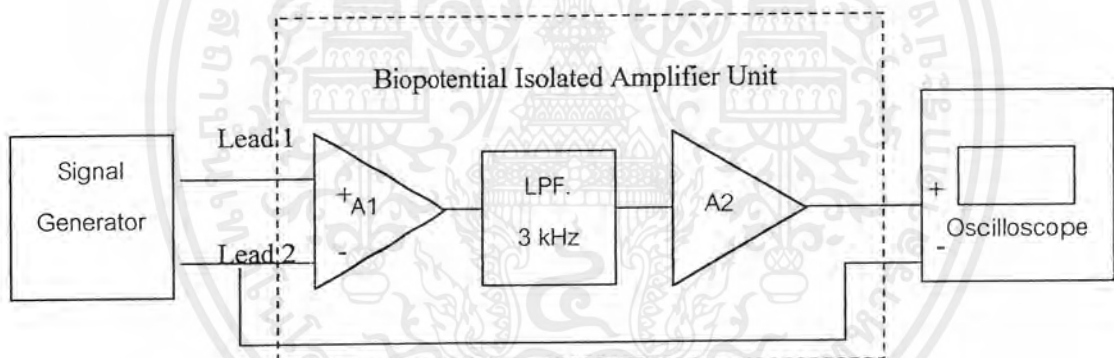 Biopotential Isolated Amplifier Unit
Signal
Generator
Lead 1
Lead 2
+
A1
-
LPF.
3 kHz
A2
+
-
Oscilloscope